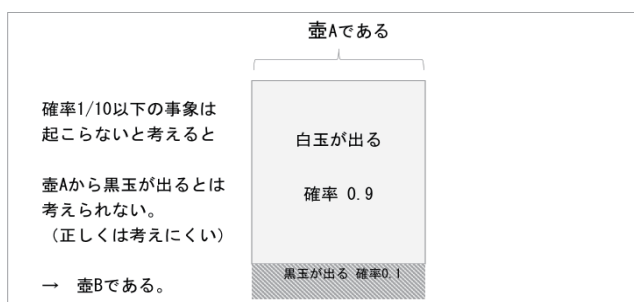 壺Aである
確率1/10以下の事象は
起こらないと考えると
壺Aから黒玉が出るとは
考えられない。
（正しくは考えにくい）
→　壺Bである。
白玉が出る
確率 0.9
黒玉が出る 確率0.1